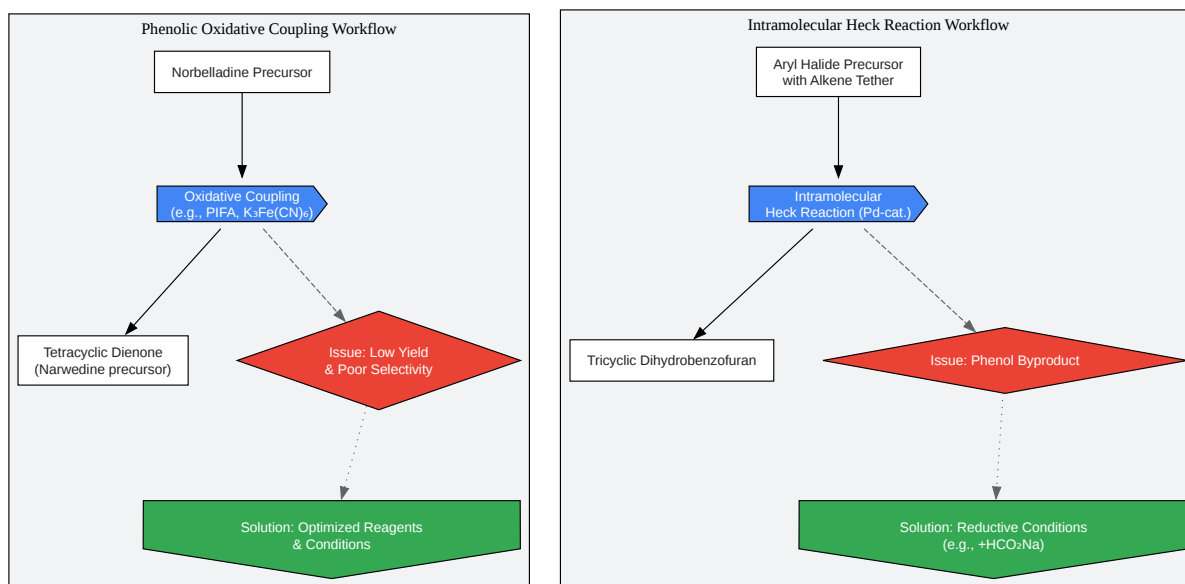 Phenolic Oxidative Coupling Workflow
Norbelladine Precursor
Oxidative Coupling
(e.g., PIFA, K₃Fe(CN)₆)
Tetracyclic Dienone
(Narwedine precursor)
Issue: Low Yield
& Poor Selectivity
Solution: Optimized Reagents
& Conditions
Intramolecular Heck Reaction Workflow
Aryl Halide Precursor
with Alkene Tether
Intramolecular
Heck Reaction (Pd-cat.)
Tricyclic Dihydrobenzofuran
Issue: Phenol Byproduct
Solution: Reductive Conditions
(e.g., +HCO₂Na)